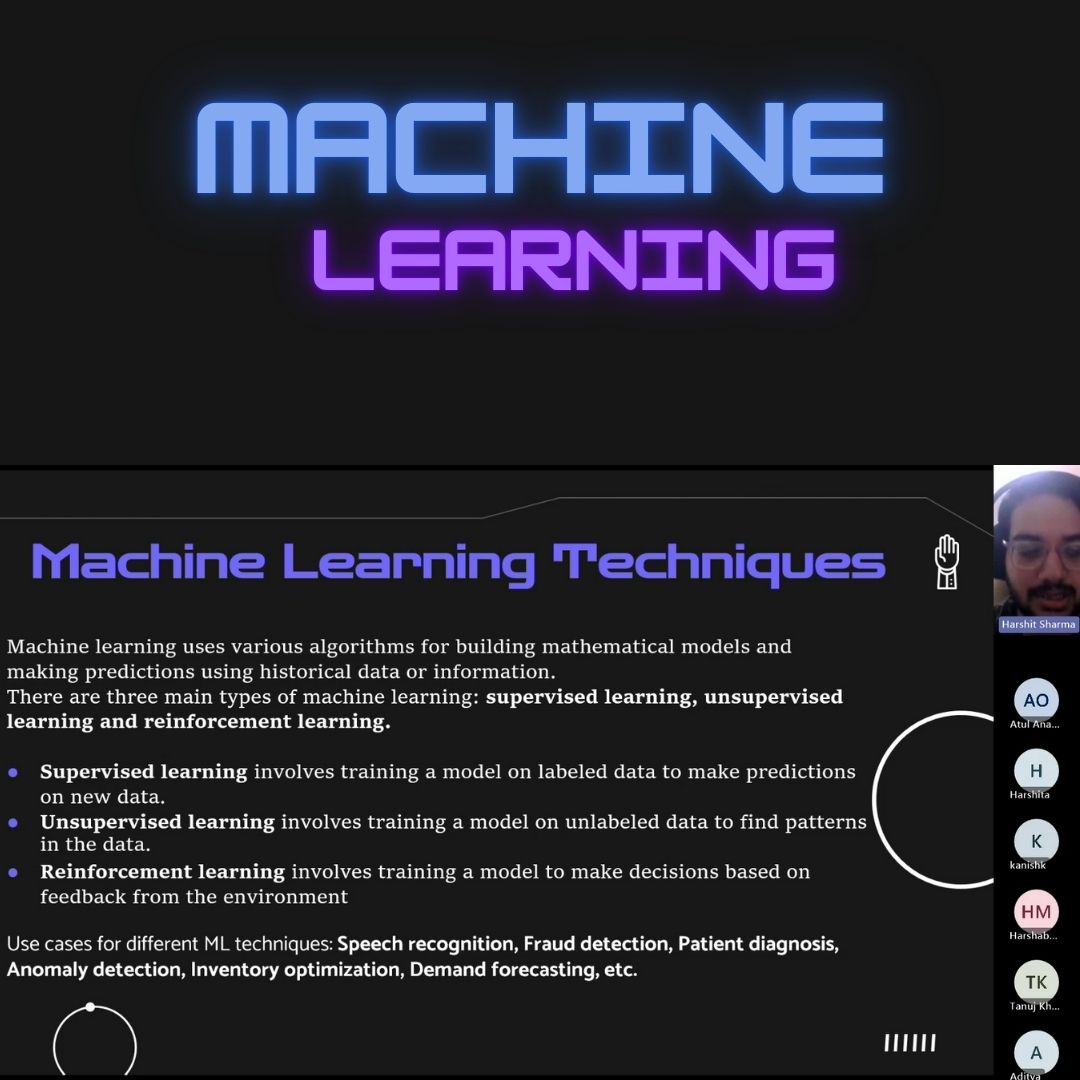 MACHINE
LEARNING
Machine Learning Techniques
Machine learning uses various algorithms for building mathematical models and
making predictions using historical data or information.
There are three main types of machine learning: supervised learning, unsupervised
learning and reinforcement learning.
● Supervised learning involves training a model on labeled data to make predictions
on new data.
● Unsupervised learning involves training a model on unlabeled data to find patterns
in the data.
● Reinforcement learning involves training a model to make decisions based on
feedback from the environment
Use cases for different ML techniques: Speech recognition, Fraud detection, Patient diagnosis,
Anomaly detection, Inventory optimization, Demand forecasting, etc.
Harshit Sharma
AO
Atul Ana...
H
Harshita
K
kanishk
HM
Harshab...
TK
Tanuj Kh...
A
Aditya